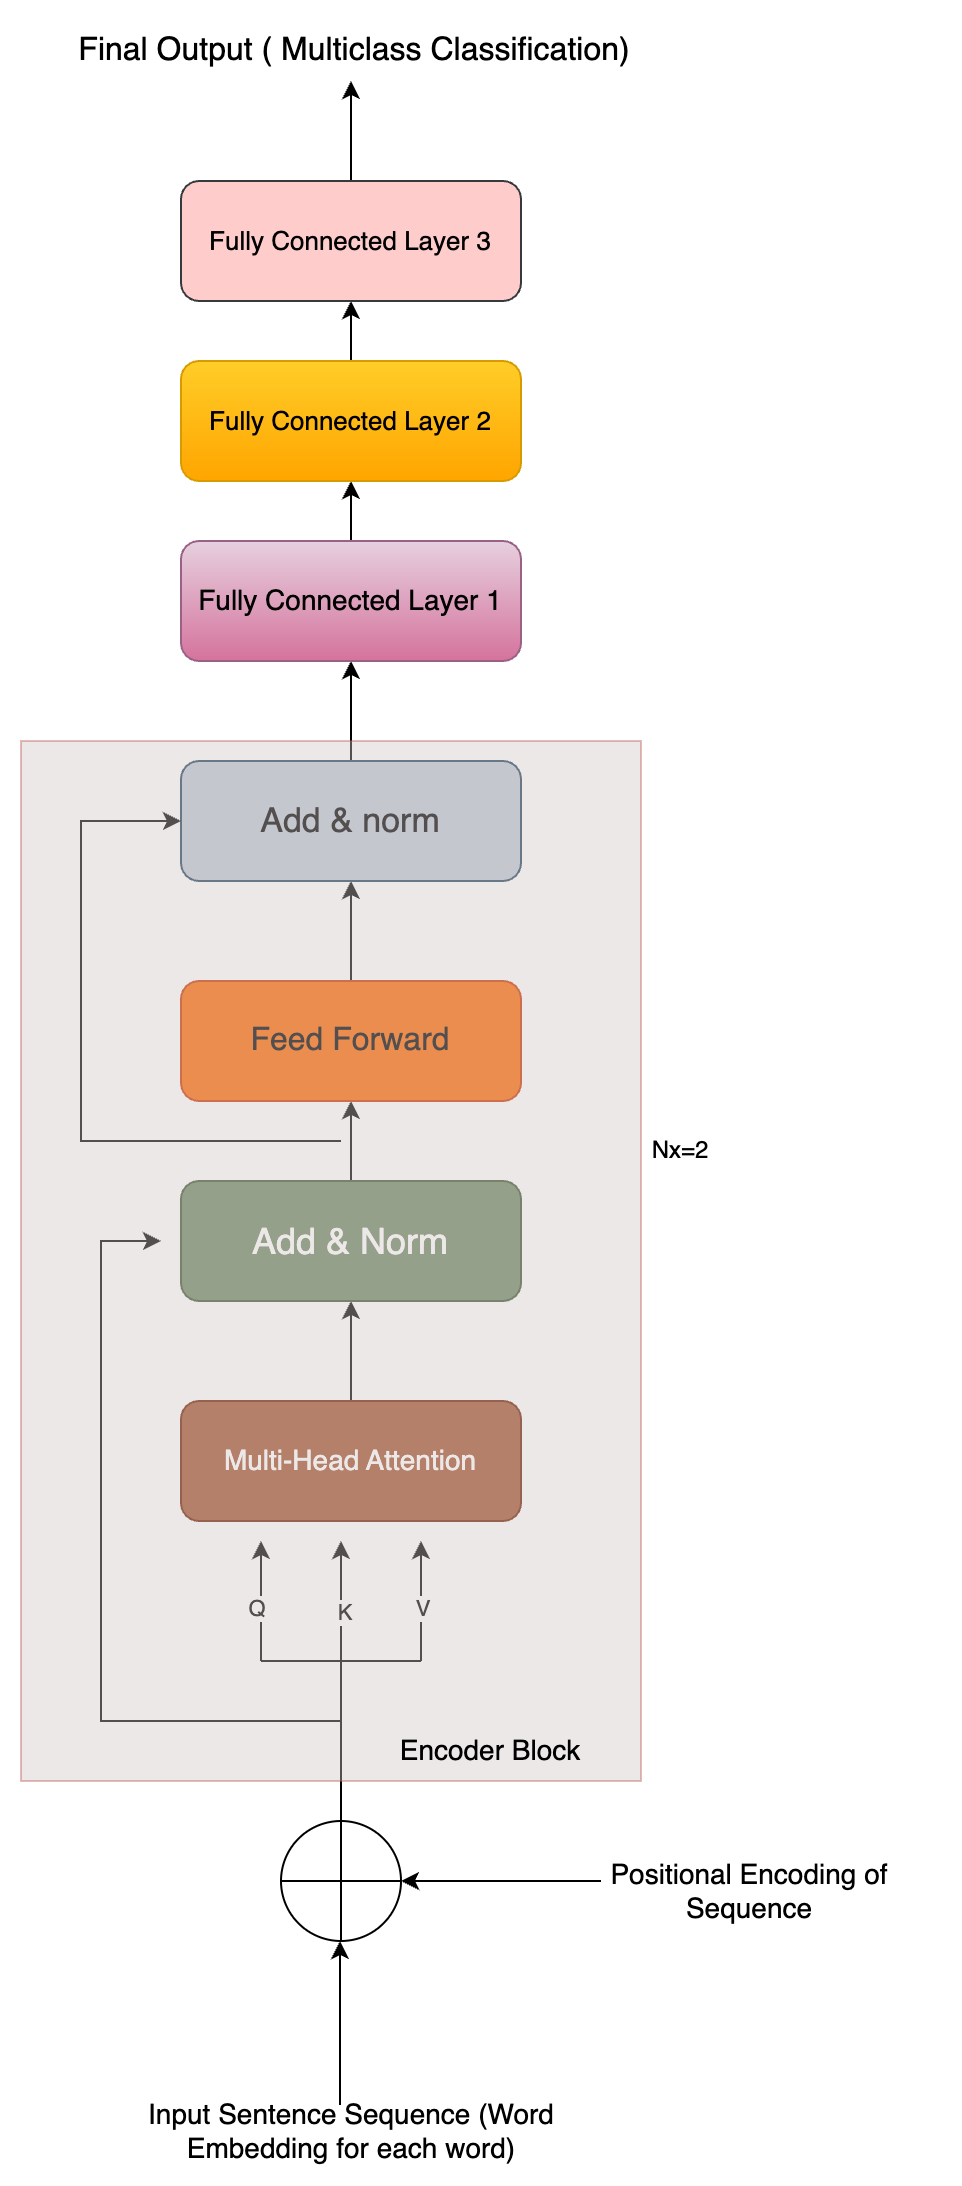 Final Output ( Multiclass Classification)
Fully Connected Layer 3
Fully Connected Layer 2
Fully Connected Layer 1
Add & norm
Feed Forward
Nx=2
Add & Norm
Multi-Head Attention
Q
K
V
Encoder Block
Positional Encoding of
Sequence
Input Sentence Sequence (Word
Embedding for each word)